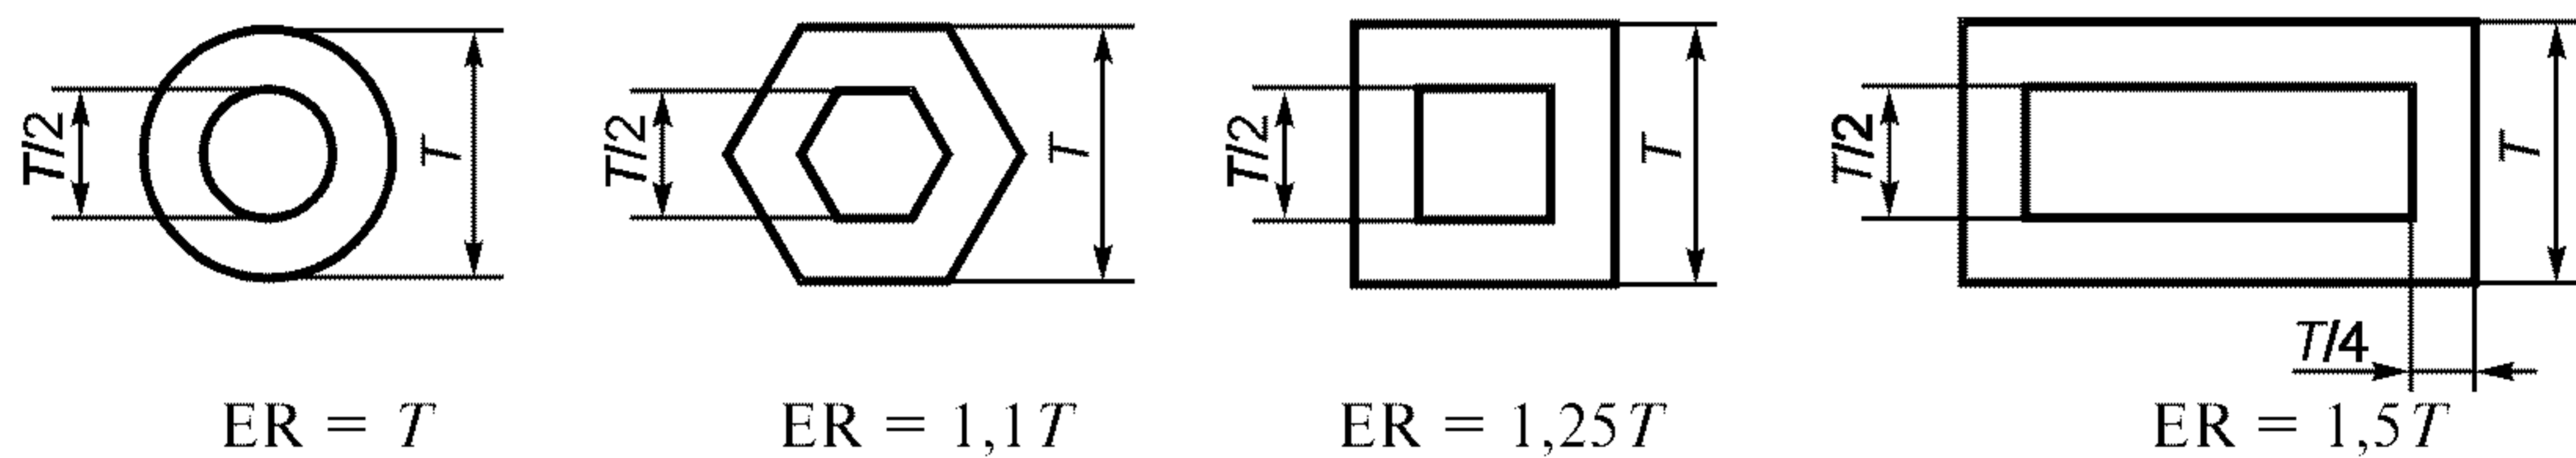 T/2
T
T/2
T
T/2
T
T/2
T
T/4
ER = T
ER = 1,1T
ER = 1,25T
ER = 1,5T